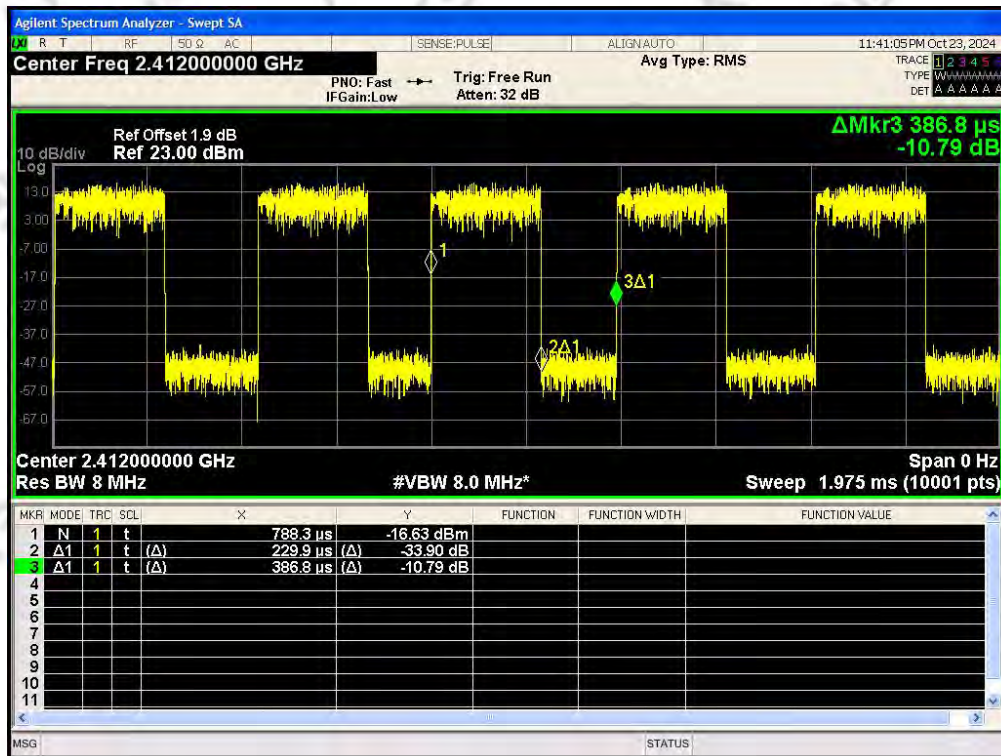 Agilent Spectrum Analyzer - Swept SA
LXI R T RF 50 Ω AC SENSE:PULSE ALIGN AUTO 11:41:05 PM Oct 23, 2024
Center Freq 2.412000000 GHz Avg Type: RMS TRACE 1 2 3 4 5
PNO: Fast Trig: Free Run TYPE
IFGain:Low Atten: 32 dB DET A A A A A A
ΔMkr3 386.8 µs
Ref Offset 1.9 dB
10 dB/div Ref 23.00 dBm -10.79 dB
Log
13.0
3.00
-7.00
1
-17.0
3Δ1
-27.0
-37.0
2Δ1
-47.0
-57.0
-67.0
Center 2.412000000 GHz Span 0 Hz
Res BW 8 MHz #VBW 8.0 MHz* Sweep 1.975 ms (10001 pts)
MKR MODE TRC SCL X Y FUNCTION FUNCTION WIDTH FUNCTION VALUE
1 N 1 t 788.3 µs -16.63 dBm
2 Δ1 1 t (Δ) 229.9 µs (Δ) -33.90 dB
3 Δ1 1 t (Δ) 386.8 µs (Δ) -10.79 dB
4
5
6
7
8
9
10
11
MSG STATUS